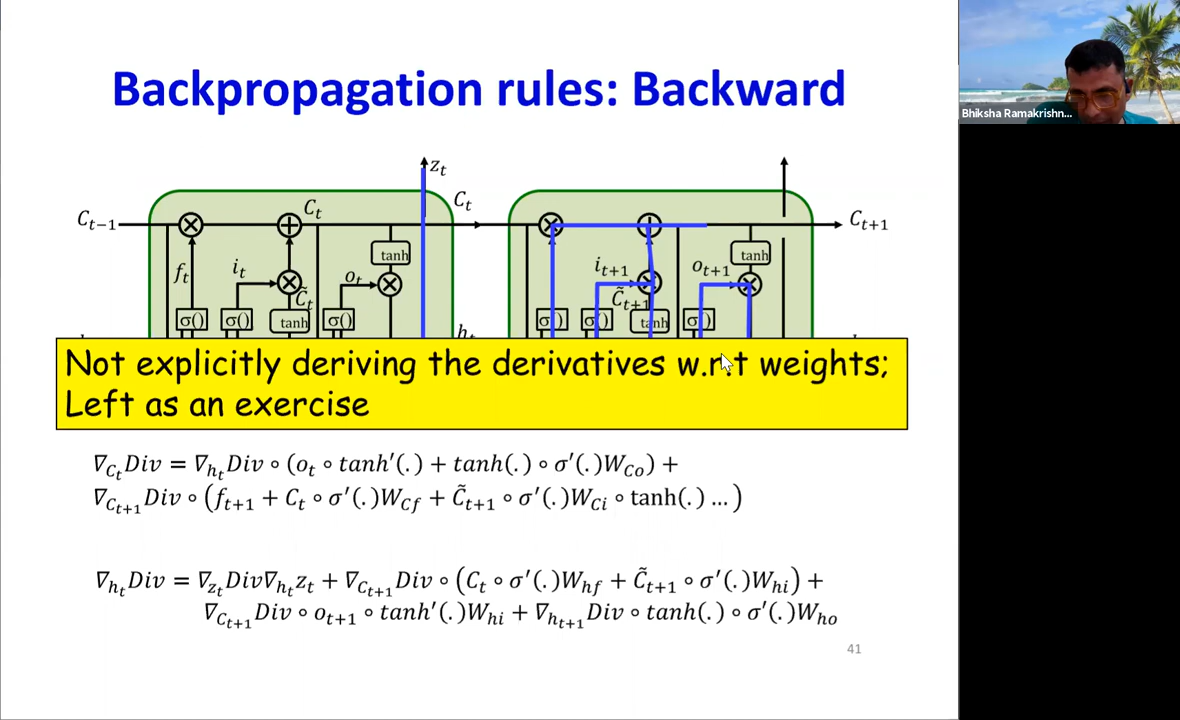 Backpropagation rules: Backward
Bhiksha Ramakrishn...
z_t
C_{t-1}
C_t
C_t
C_{t+1}
f_t
i_t
o_t
tanh
C̃_t
i_{t+1}
o_{t+1}
tanh
C̃_{t+1}
σ() σ() tanh σ()
σ() σ() tanh σ()
Not explicitly deriving the derivatives w.r.t weights;
Left as an exercise
∇_{C_t}Div = ∇_{h_t}Div ∘ (o_t ∘ tanh′(.) + tanh(.) ∘ σ′(.)W_{Co}) +
∇_{C_{t+1}}Div ∘ (f_{t+1} + C_t ∘ σ′(.)W_{Cf} + C̃_{t+1} ∘ σ′(.)W_{Ci} ∘ tanh(.) …)
∇_{h_t}Div = ∇_{z_t}Div∇_{h_t}z_t + ∇_{C_{t+1}}Div ∘ (C_t ∘ σ′(.)W_{hf} + C̃_{t+1} ∘ σ′(.)W_{hi}) +
∇_{C_{t+1}}Div ∘ o_{t+1} ∘ tanh′(.)W_{hi} + ∇_{h_{t+1}}Div ∘ tanh(.) ∘ σ′(.)W_{ho}
41